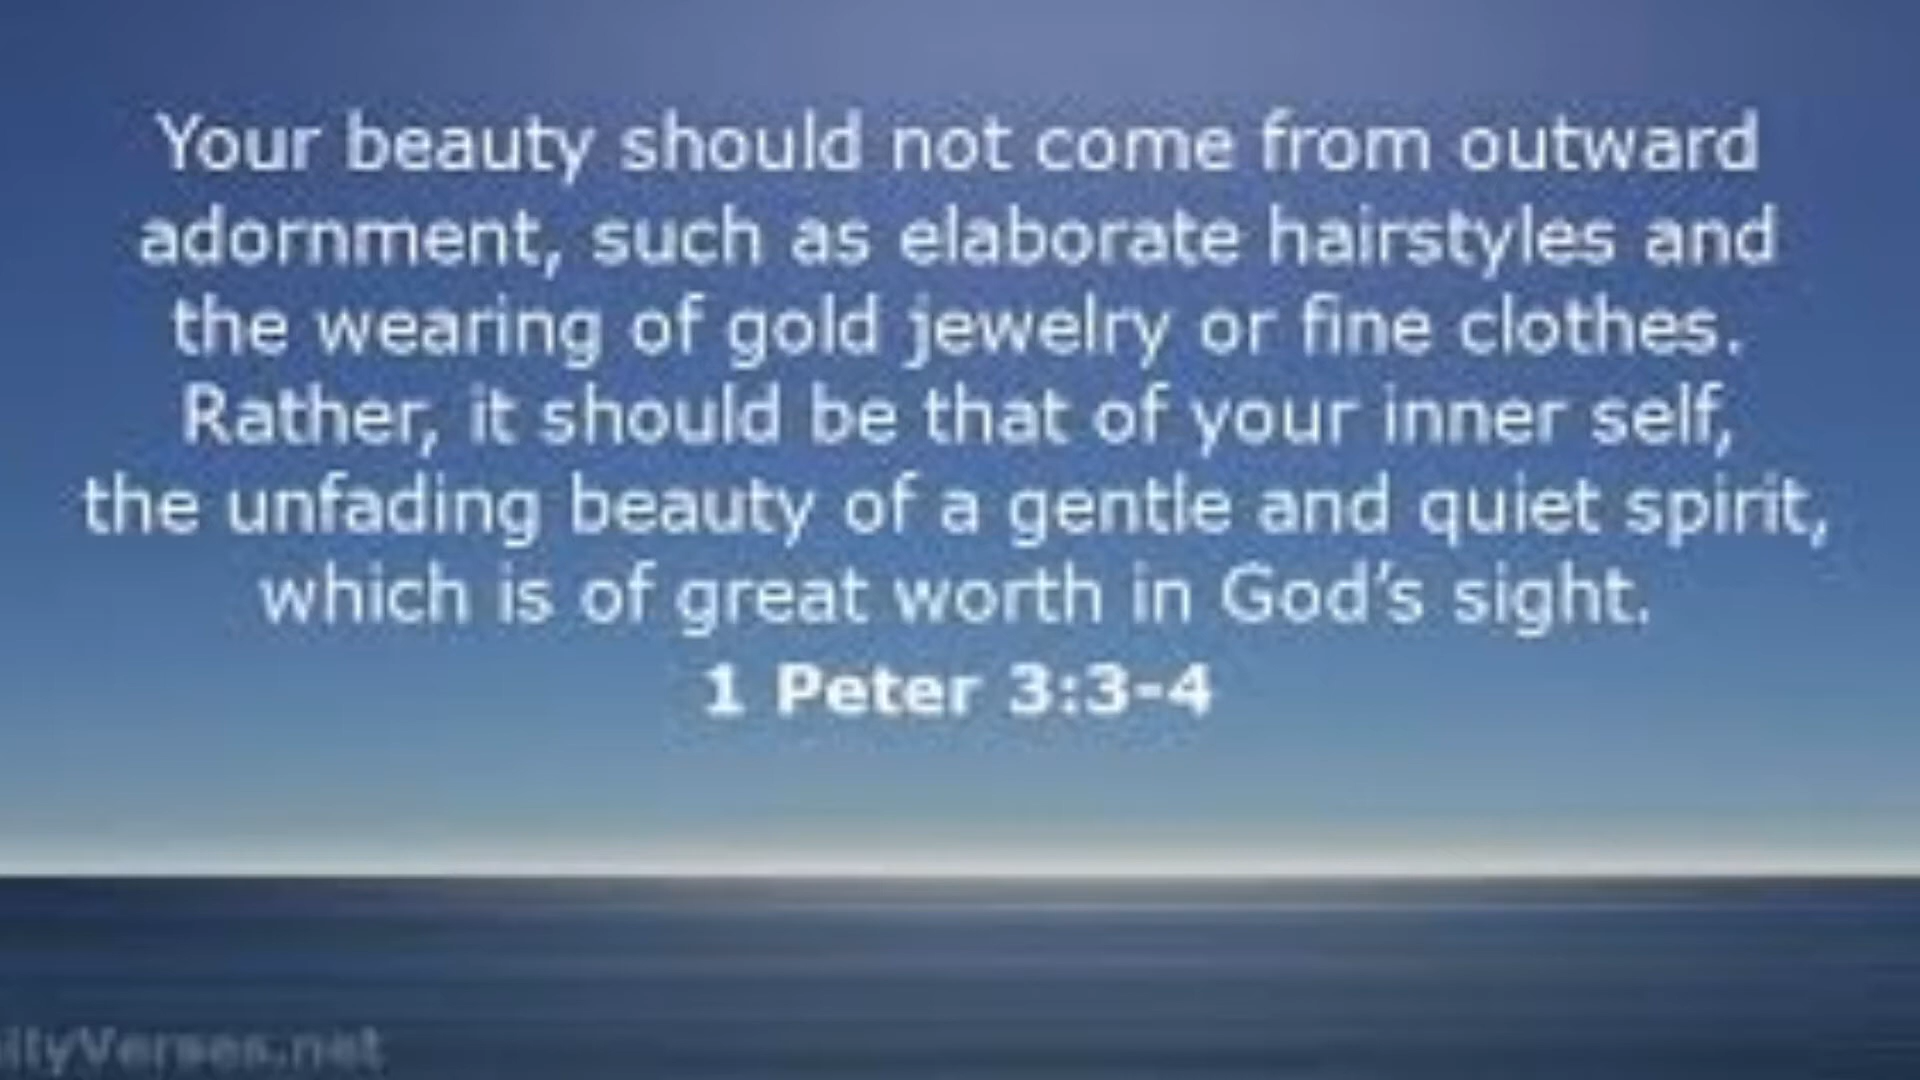 Your beauty should not come from outward
adornment, such as elaborate hairstyles and
the wearing of gold jewelry or fine clothes.
Rather, it should be that of your inner self,
the unfading beauty of a gentle and quiet spirit,
which is of great worth in God’s sight.
1 Peter 3:3-4
ilyVerses.net